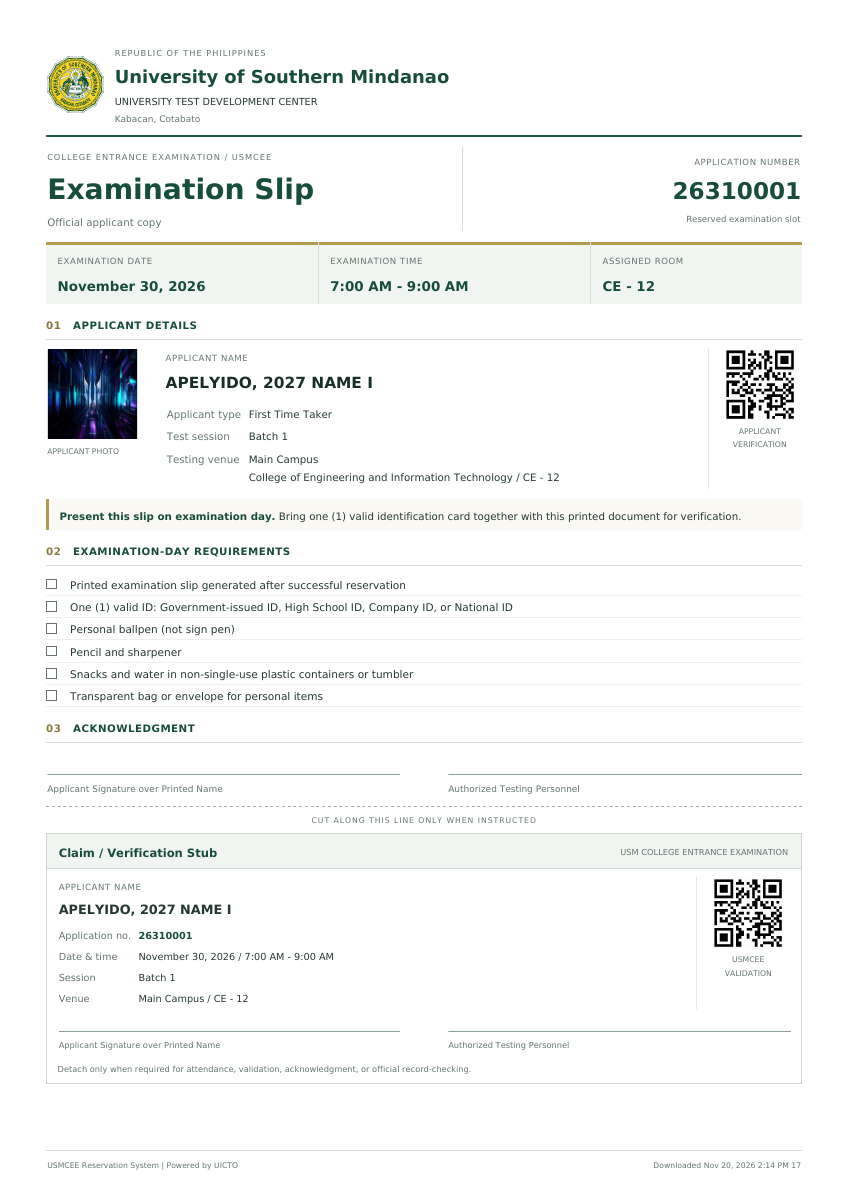 REPUBLIC OF THE PHILIPPINES
University of Southern Mindanao
UNIVERSITY TEST DEVELOPMENT CENTER
Kabacan, Cotabato
COLLEGE ENTRANCE EXAMINATION / USMCEE
Examination Slip
Official applicant copy
APPLICATION NUMBER
26310001
Reserved examination slot
EXAMINATION DATE
November 30, 2026
EXAMINATION TIME
7:00 AM - 9:00 AM
ASSIGNED ROOM
CE - 12
01 APPLICANT DETAILS
APPLICANT PHOTO
APPLICANT NAME
APELYIDO, 2027 NAME I
Applicant type First Time Taker
Test session Batch 1
Testing venue Main Campus
College of Engineering and Information Technology / CE - 12
APPLICANT
VERIFICATION
Present this slip on examination day. Bring one (1) valid identification card together with this printed document for verification.
02 EXAMINATION-DAY REQUIREMENTS
Printed examination slip generated after successful reservation
One (1) valid ID: Government-issued ID, High School ID, Company ID, or National ID
Personal ballpen (not sign pen)
Pencil and sharpener
Snacks and water in non-single-use plastic containers or tumbler
Transparent bag or envelope for personal items
03 ACKNOWLEDGMENT
Applicant Signature over Printed Name
Authorized Testing Personnel
CUT ALONG THIS LINE ONLY WHEN INSTRUCTED
Claim / Verification Stub
USM COLLEGE ENTRANCE EXAMINATION
APPLICANT NAME
APELYIDO, 2027 NAME I
Application no. 26310001
Date & time November 30, 2026 / 7:00 AM - 9:00 AM
Session Batch 1
Venue Main Campus / CE - 12
USMCEE
VALIDATION
Applicant Signature over Printed Name
Authorized Testing Personnel
Detach only when required for attendance, validation, acknowledgment, or official record-checking.
USMCEE Reservation System | Powered by UICTO
Downloaded Nov 20, 2026 2:14 PM 17